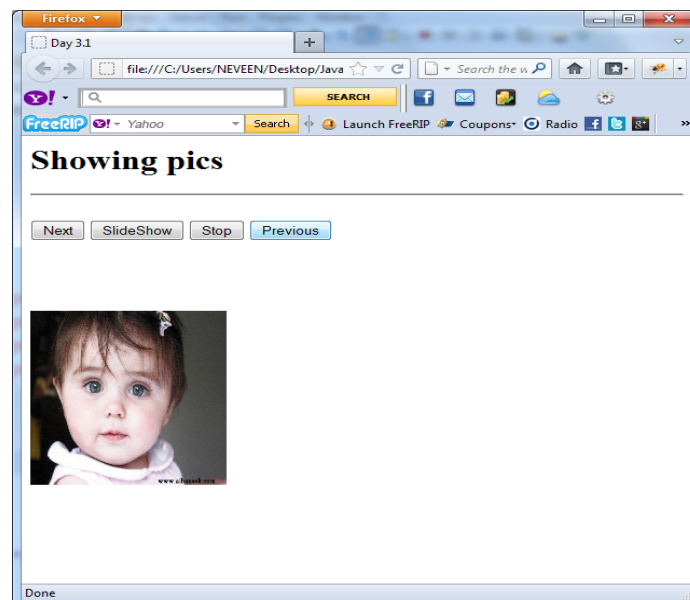 Firefox
Day 3.1
file:///C:/Users/NEVEEN/Desktop/Java
Search the w
Y!
SEARCH
f
FreeRIP Y! Yahoo Search Launch FreeRIP Coupons Radio f g+ »
Showing pics
Next SlideShow Stop Previous
Done